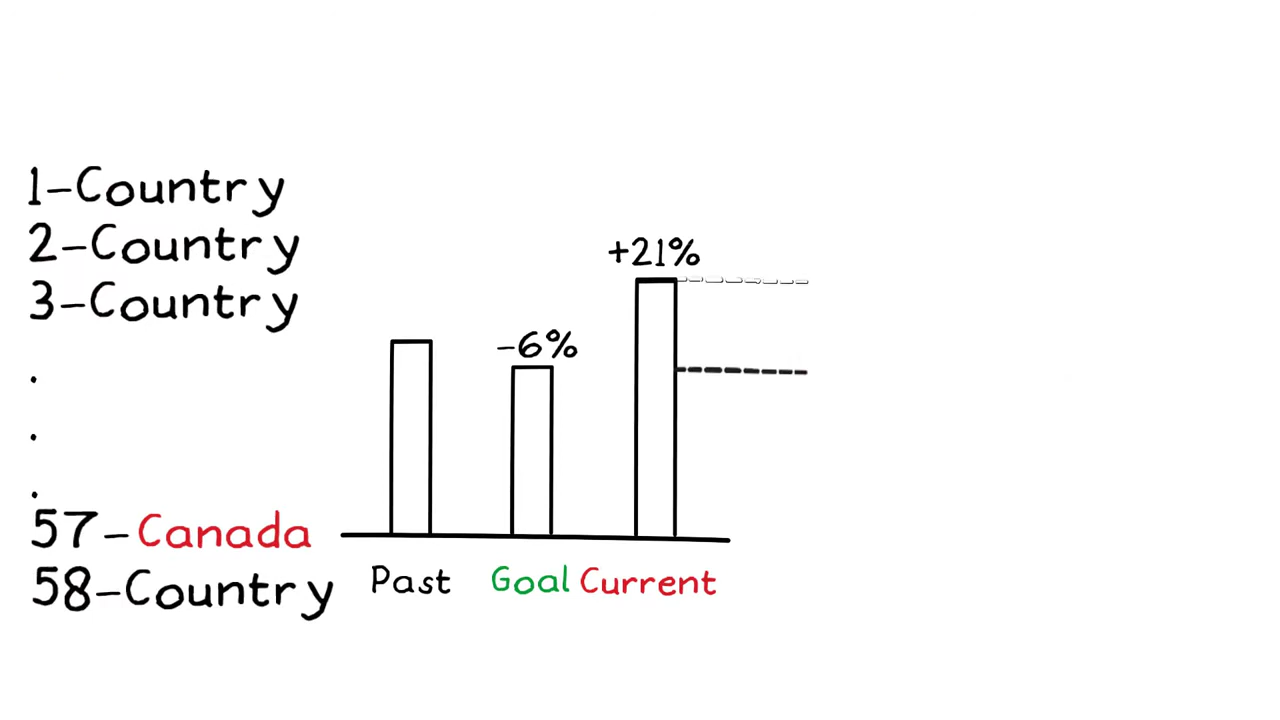 1-Country
2-Country
3-Country
.
.
.
57-Canada
58-Country
+21%
-6%
Past Goal Current